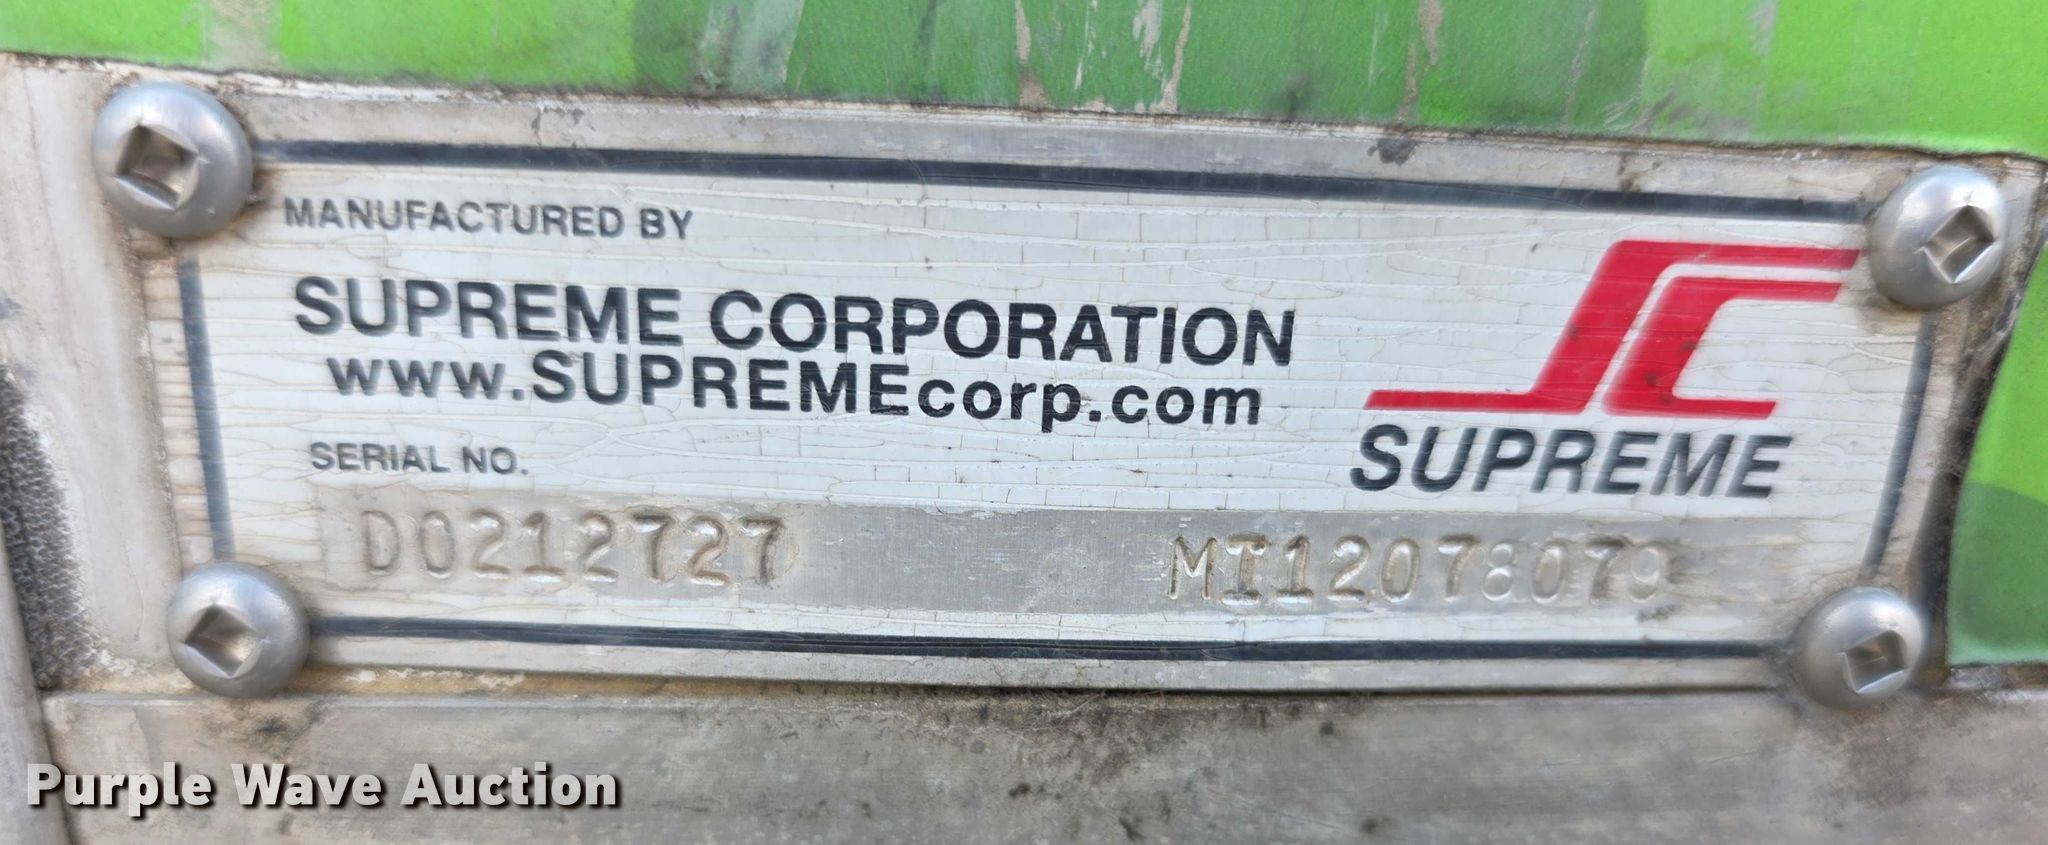 MANUFACTURED BY
SUPREME CORPORATION
www.SUPREMEcorp.com
SUPREME
SERIAL NO.
D0212727 MI12078079
Purple Wave Auction